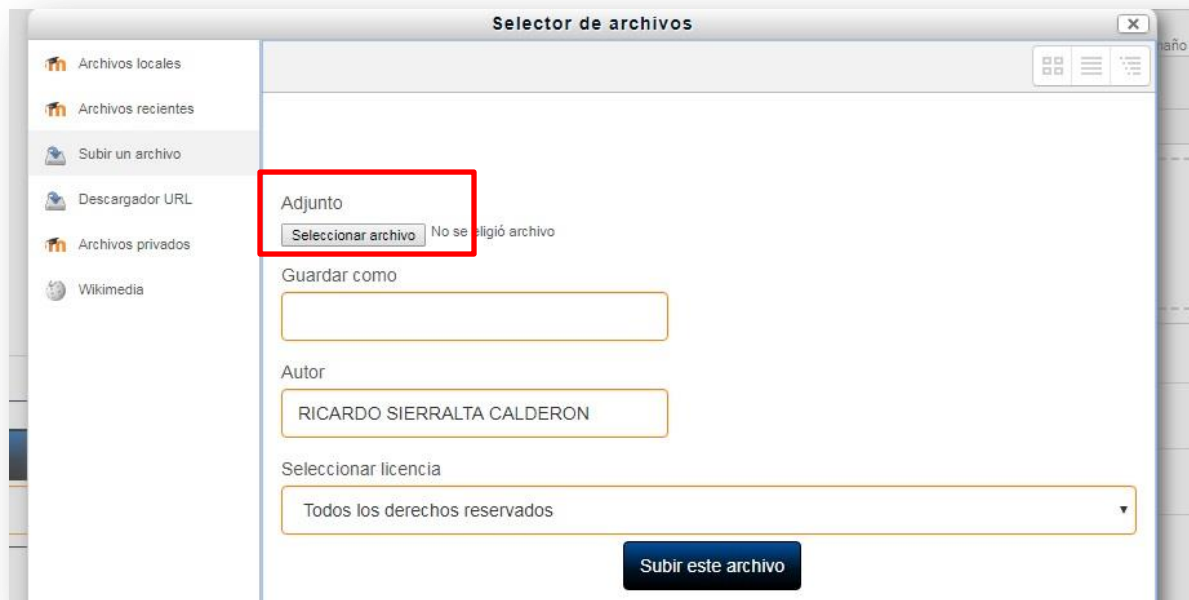 Selector de archivos
Archivos locales
Archivos recientes
Subir un archivo
Descargador URL
Archivos privados
Wikimedia
Adjunto
Seleccionar archivo No se eligió archivo
Guardar como
Autor
RICARDO SIERRALTA CALDERON
Seleccionar licencia
Todos los derechos reservados
Subir este archivo